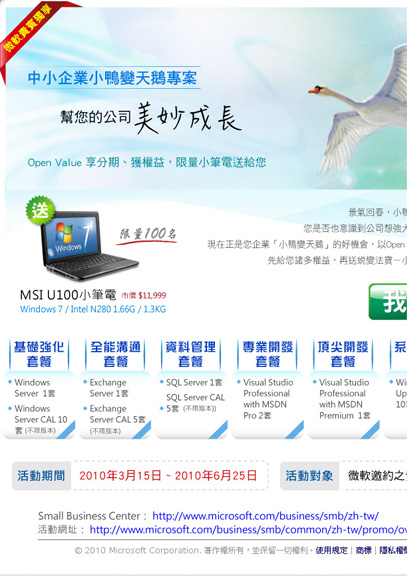 微軟貴賓獨享
中小企業小鴨變天鵝專案
幫您的公司美妙成長
Open Value 享分期、獲權益，限量小筆電送給您
景氣回春，小鴨
您是否也意識到公司想強大
現在正是您企業「小鴨變天鵝」的好機會，以Open
先給您諸多權益，再送蛻變法寶－小
送
Windows 7
限量100名
MSI U100小筆電 市價 $11,999
Windows 7 / Intel N280 1.66G / 1.3KG
我
基礎強化套餐
Windows Server 1套
Windows Server CAL 10套 (不限版本)
全能溝通套餐
Exchange Server 1套
Exchange Server CAL 5套 (不限版本)
資料管理套餐
SQL Server 1套
SQL Server CAL 5套 (不限版本))
專業開發套餐
Visual Studio Professional with MSDN Pro 2套
頂尖開發套餐
Visual Studio Professional with MSDN Premium 1套
系
Wi
Up
10
活動期間 2010年3月15日 ~ 2010年6月25日
活動對象 微軟邀約之貴
Small Business Center： http://www.microsoft.com/business/smb/zh-tw/
活動網址： http://www.microsoft.com/business/smb/common/zh-tw/promo/ov
© 2010 Microsoft Corporation. 著作權所有，並保留一切權利。使用規定 | 商標 | 隱私權聲